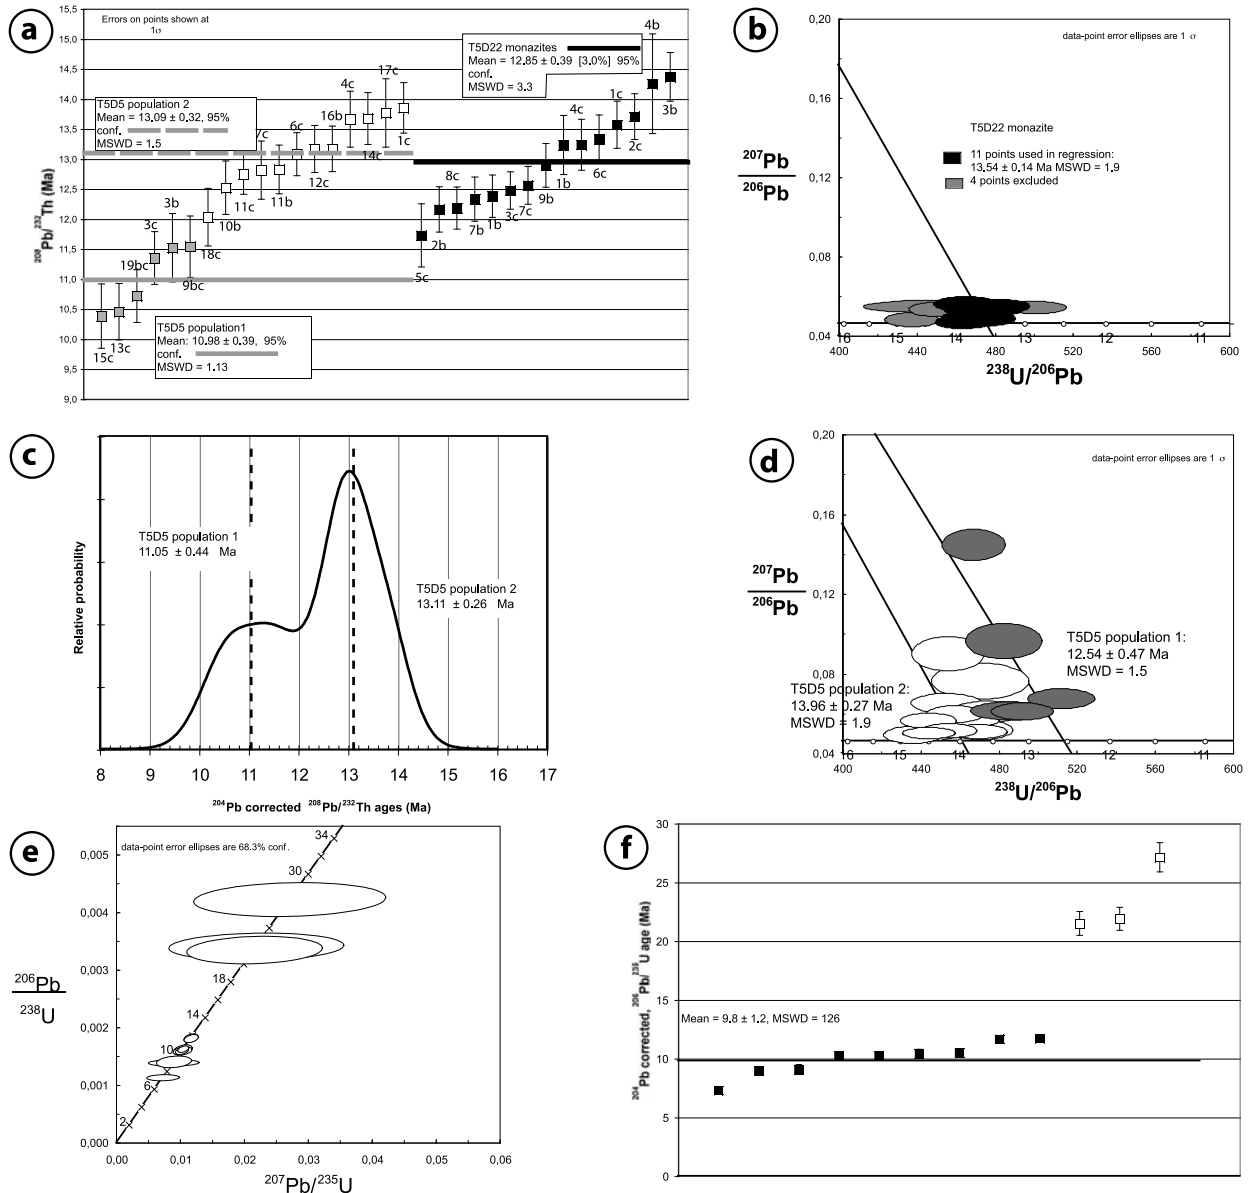 a
Errors on points shown at
1σ
15,5
15,0
14,5
14,0
13,5
13,0
12,5
12,0
11,5
11,0
10,5
10,0
9,5
9,0
208Pb/232Th (Ma)
T5D22 monazites
Mean = 12.85 ± 0.39 [3.0%] 95%
conf.
MSWD = 3.3
T5D5 population 2
Mean = 13.09 ± 0.32, 95%
conf.
MSWD = 1.5
T5D5 population1
Mean: 10.98 ± 0.39, 95%
conf.
MSWD = 1.13
15c
13c
19bc
3c
3b
9bc
18c
10b
11c
7c
11b
6c
12c
16b
4c
14c
17c
1c
5c
2b
8c
7b
1b
3c
7c
9b
1b
4c
6c
1c
2c
4b
3b
b
data-point error ellipses are 1 σ
0,20
0,16
0,12
0,08
0,04
207Pb
206Pb
T5D22 monazite
11 points used in regression:
13.54 ± 0.14 Ma MSWD = 1.9
4 points excluded
16 15 14 13 12 11
400 440 480 520 560 600
238U/206Pb
c
Relative probability
T5D5 population 1
11.05 ± 0.44 Ma
T5D5 population 2
13.11 ± 0.26 Ma
8 9 10 11 12 13 14 15 16 17
204Pb corrected 208Pb/232Th ages (Ma)
d
data-point error ellipses are 1 σ
0,20
0,16
0,12
0,08
0,04
207Pb
206Pb
T5D5 population 1:
12.54 ± 0.47 Ma
MSWD = 1.5
T5D5 population 2:
13.96 ± 0.27 Ma
MSWD = 1.9
6 15 14 13 12 11
400 440 480 520 560 600
238U/206Pb
e
data-point error ellipses are 68.3% conf.
0,005
0,004
0,003
0,002
0,001
0,000
206Pb
238U
34
30
18
14
10
6
2
0,00 0,01 0,02 0,03 0,04 0,05 0,06
207Pb/235U
f
30
25
20
15
10
5
0
204Pb corrected, 206Pb/238U age (Ma)
Mean = 9.8 ± 1.2, MSWD = 126